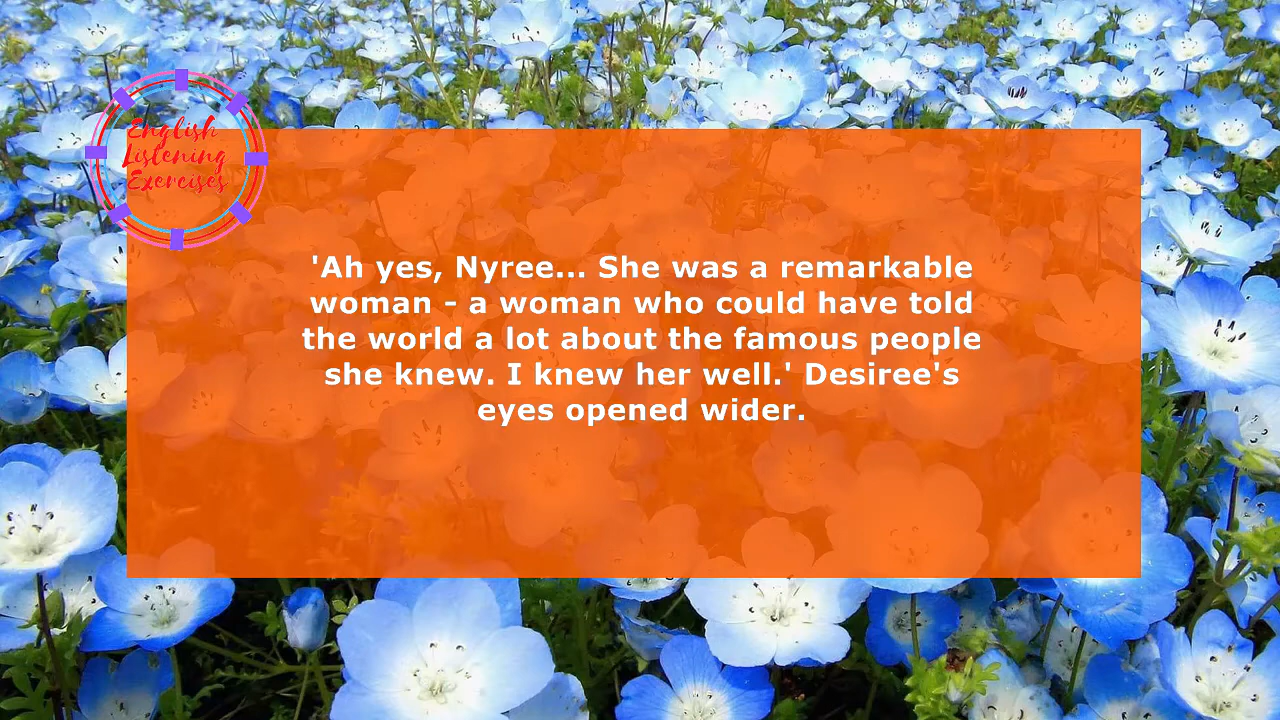 English
Listening
Exercises
'Ah yes, Nyree... She was a remarkable
woman - a woman who could have told
the world a lot about the famous people
she knew. I knew her well.' Desiree's
eyes opened wider.